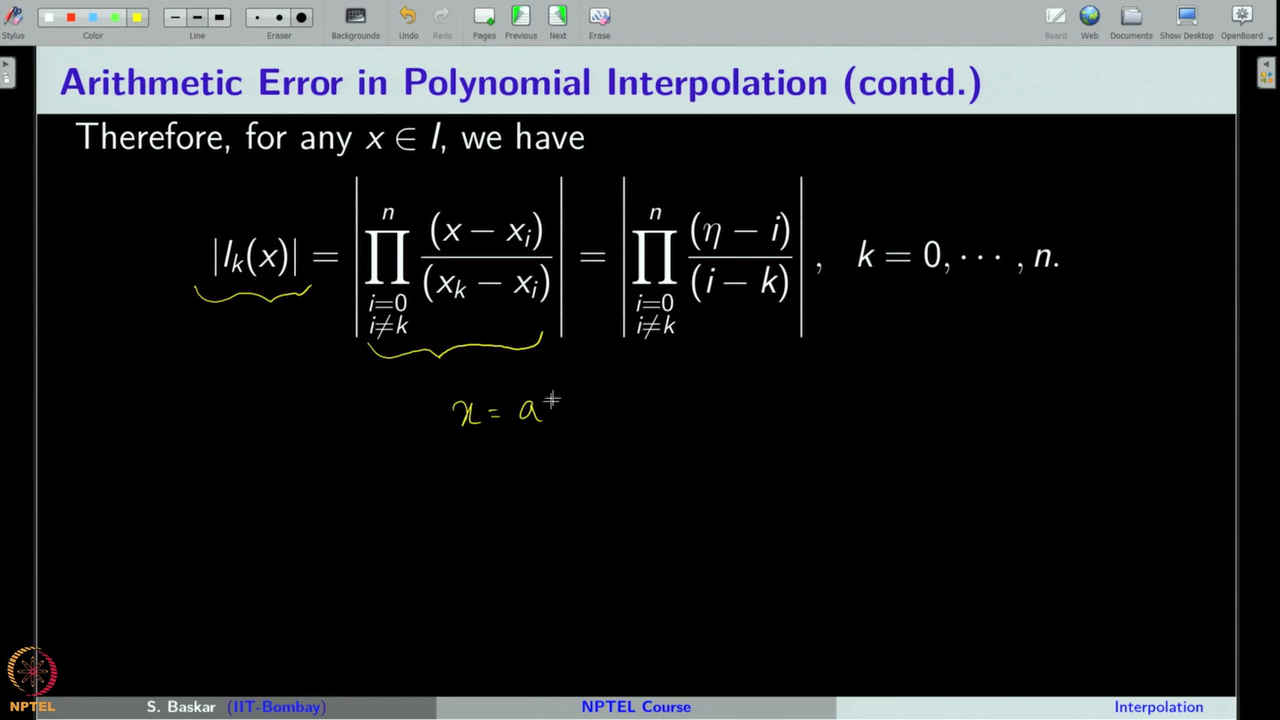 Stylus Color Line Eraser Backgrounds Undo Redo Pages Previous Next Erase Board Web Documents Show Desktop OpenBoard
Arithmetic Error in Polynomial Interpolation (contd.)
Therefore, for any x ∈ I, we have
|l_k(x)| = |∏_{i=0, i≠k}^{n} (x − x_i)/(x_k − x_i)| = |∏_{i=0, i≠k}^{n} (η − i)/(i − k)|, k = 0, ⋯ , n.
x = a +
NPTEL
S. Baskar (IIT-Bombay) NPTEL Course Interpolation